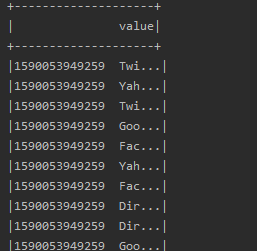 +--------------------+
|               value|
+--------------------+
|1590053949259  Twi...|
|1590053949259  Yah...|
|1590053949259  Twi...|
|1590053949259  Goo...|
|1590053949259  Fac...|
|1590053949259  Yah...|
|1590053949259  Fac...|
|1590053949259  Dir...|
|1590053949259  Dir...|
|1590053949259  Goo...|